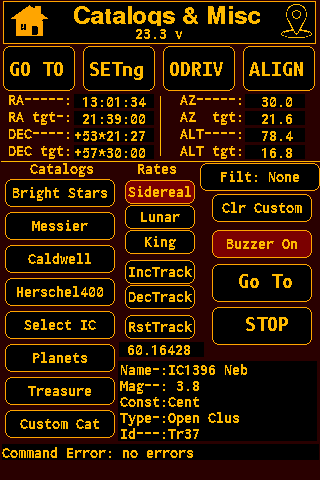 Catalogs & Misc
23.3 v
GO TO SETng ODRIV ALIGN
RA-----: 13:01:34 AZ-----: 30.0
RA tgt-: 21:39:00 AZ tgt: 21.6
DEC----: +53*21:27 ALT----: 78.4
DEC tgt: +57*30:00 ALT tgt: 16.8
Catalogs
Bright Stars
Messier
Caldwell
Herschel400
Select IC
Planets
Treasure
Custom Cat
Rates
Sidereal
Lunar
King
IncTrack
DecTrack
RstTrack
60.16428
Filt: None
Clr Custom
Buzzer On
Go To
STOP
Name-:IC1396 Neb
Mag--: 3.8
Const:Cent
Type-:Open Clus
Id---:Tr37
Command Error: no errors